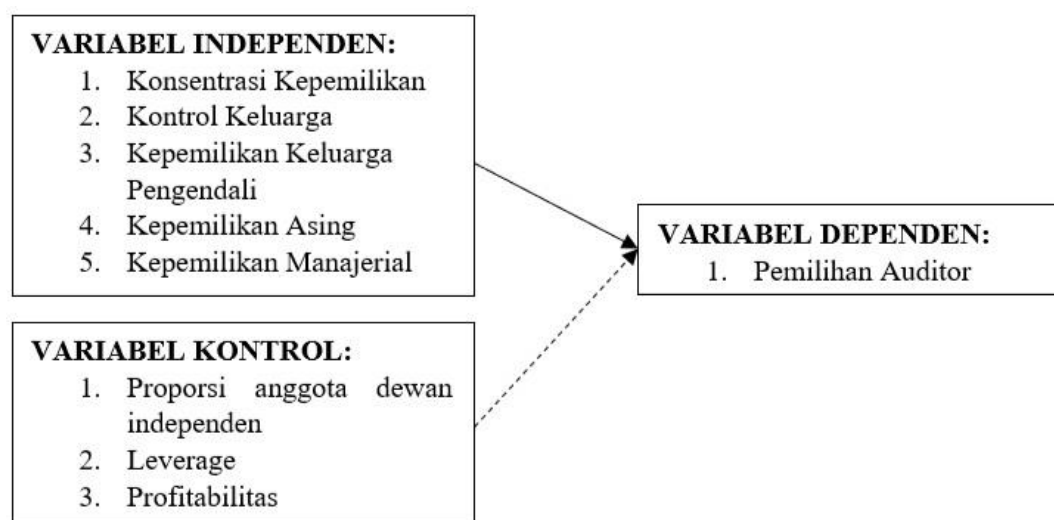 VARIABEL INDEPENDEN:
1. Konsentrasi Kepemilikan
2. Kontrol Keluarga
3. Kepemilikan Keluarga
Pengendali
4. Kepemilikan Asing
5. Kepemilikan Manajerial
VARIABEL DEPENDEN:
1. Pemilihan Auditor
VARIABEL KONTROL:
1. Proporsi anggota dewan
independen
2. Leverage
3. Profitabilitas